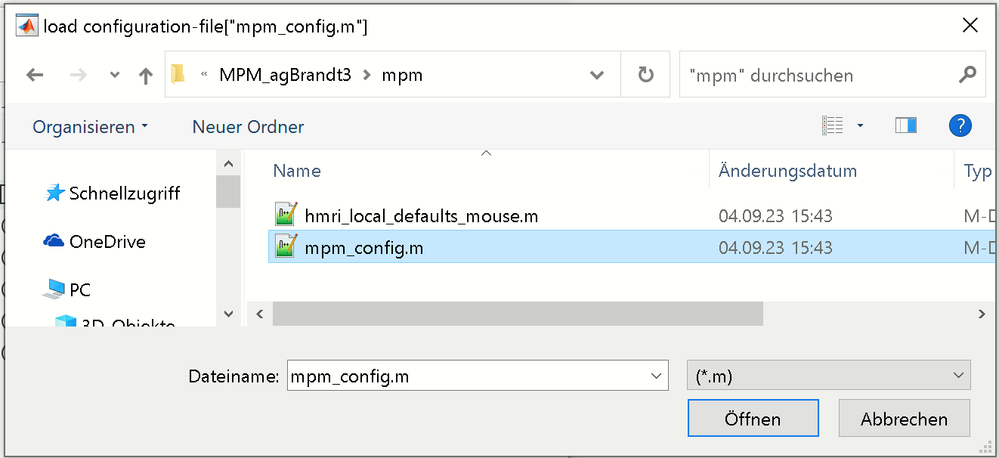 load configuration-file["mpm_config.m"]
« MPM_agBrandt3 > mpm
"mpm" durchsuchen
Organisieren
Neuer Ordner
?
Name
Änderungsdatum
Typ
Schnellzugriff
OneDrive
PC
3D-Objekte
hmri_local_defaults_mouse.m 04.09.23 15:43 M-D
mpm_config.m 04.09.23 15:43 M-D
Dateiname: mpm_config.m
(*.m)
Öffnen
Abbrechen